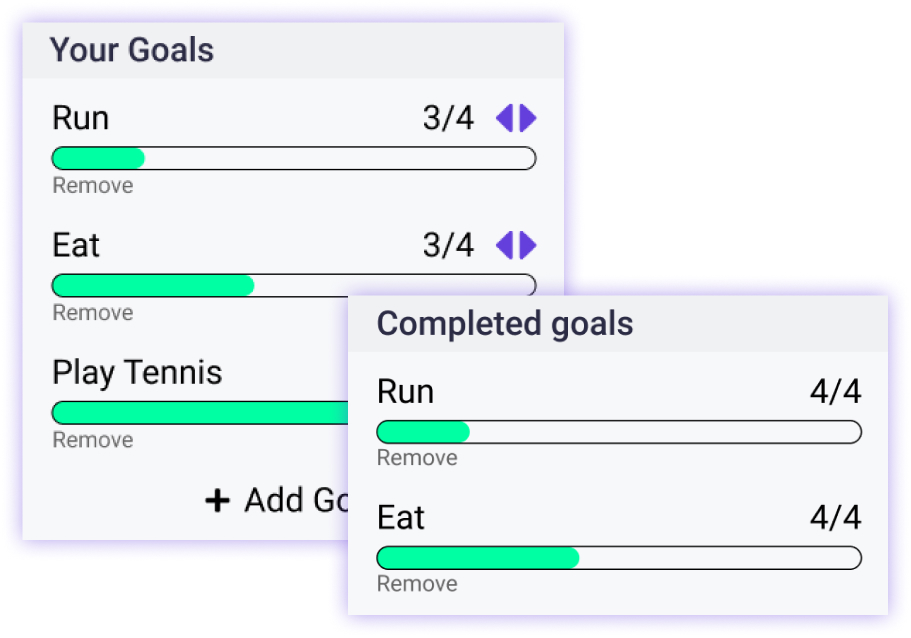 Your Goals
Run 3/4
Remove
Eat 3/4
Remove
Play Tennis
Remove
+ Add Go
Completed goals
Run 4/4
Remove
Eat 4/4
Remove